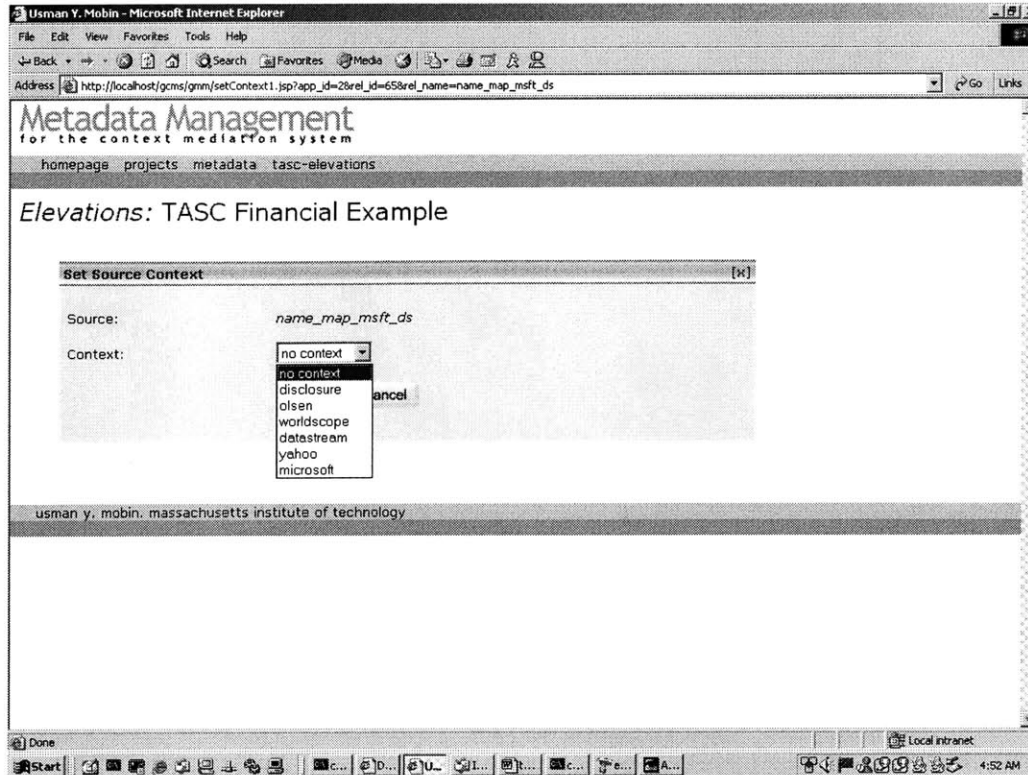 Usman Y. Mobin - Microsoft Internet Explorer
File Edit View Favorites Tools Help
Back Search Favorites Media
Address http://localhost/gcms/gmm/setContext1.jsp?app_id=2&rel_id=65&rel_name=name_map_msft_ds Go Links
Metadata Management
for the context mediation system
homepage projects metadata tasc-elevations
Elevations: TASC Financial Example
Set Source Context [x]
Source: name_map_msft_ds
Context: no context
no context
disclosure
olsen
worldscope
datastream
yahoo
microsoft
ancel
usman y. mobin. massachusetts institute of technology
Done Local intranet
Start c... D... U... I... t... c... e... A... 4:52 AM